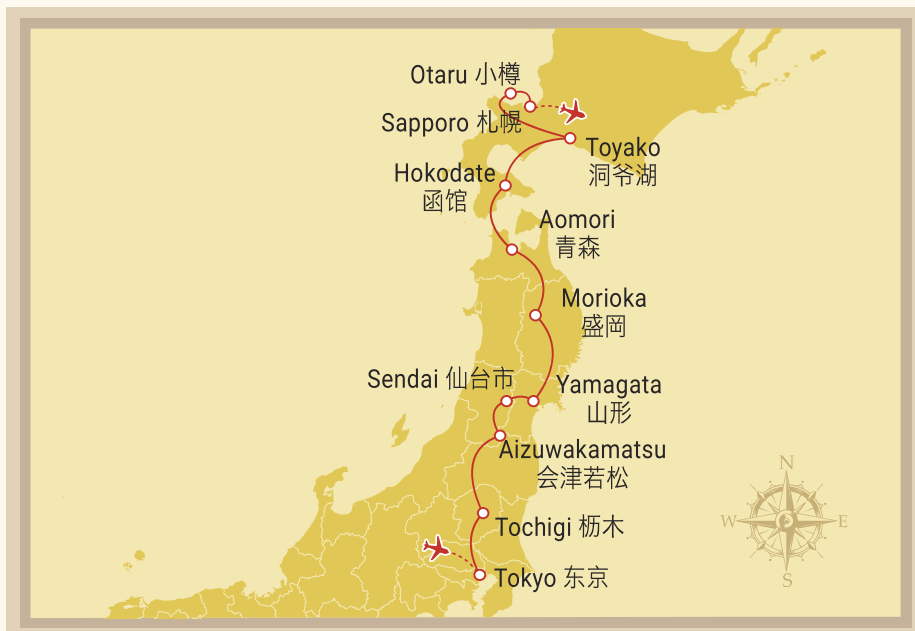 Otaru 小樽
Sapporo 札幌
Toyako
洞爷湖
Hokodate
函馆
Aomori
青森
Morioka
盛岡
Sendai 仙台市
Yamagata
山形
Aizuwakamatsu
会津若松
Tochigi 枥木
Tokyo 东京
N
W
E
S